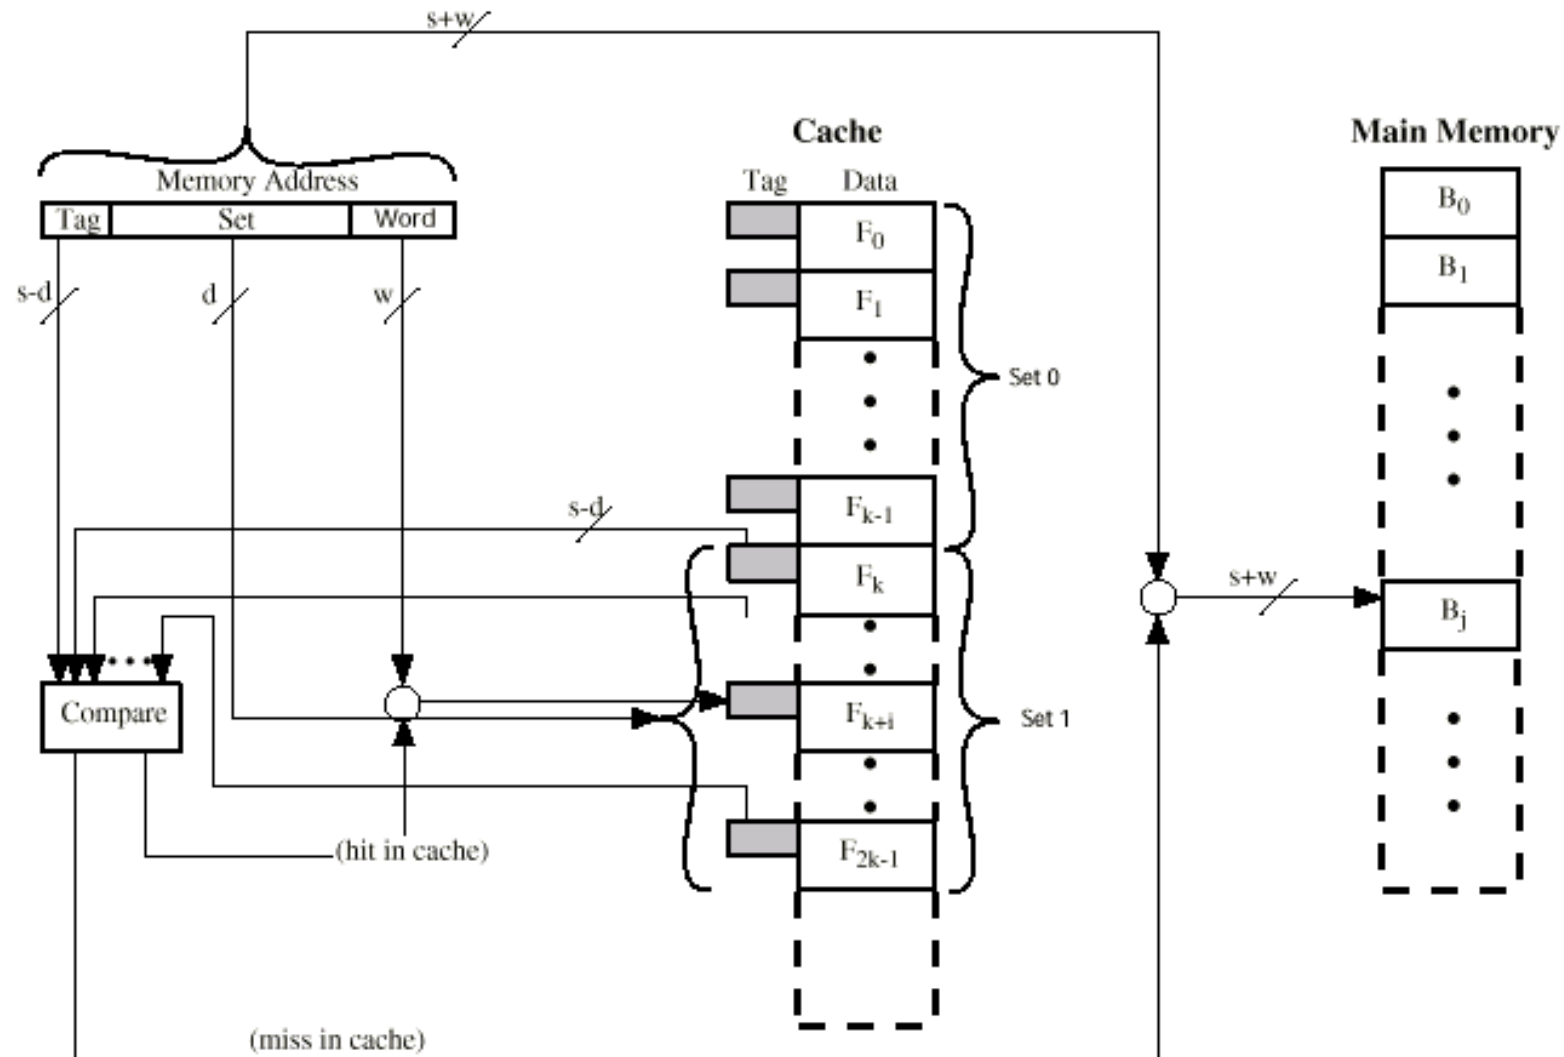 s+w
Cache
Main Memory
Memory Address
Tag Data
Tag Set Word
B0
F0
B1
s-d d w
F1
Set 0
s-d
Fk-1
Fk
s+w
Bj
Compare
Fk+i
Set 1
F2k-1
(hit in cache)
(miss in cache)